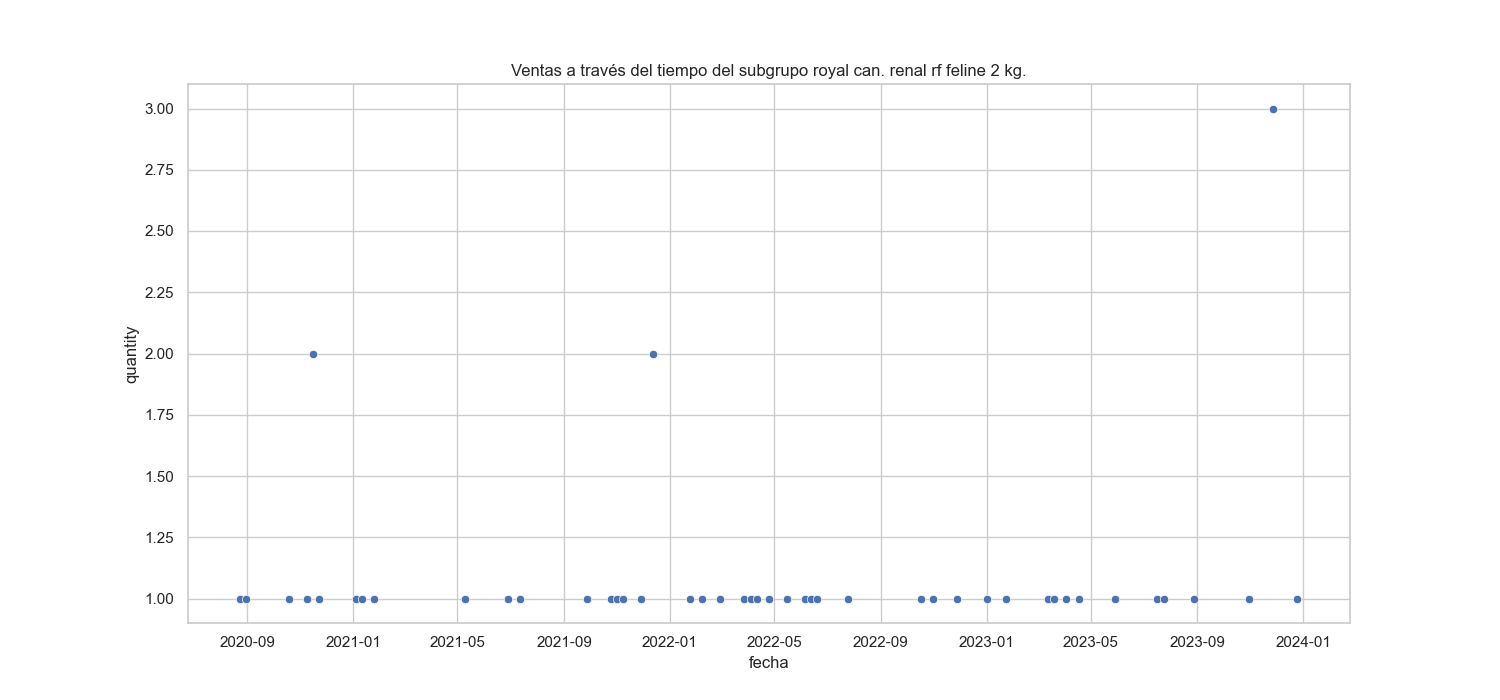 Ventas a través del tiempo del subgrupo royal can. renal rf feline 2 kg.
3.00
2.75
2.50
2.25
2.00
1.75
1.50
1.25
1.00
quantity
2020-09 2021-01 2021-05 2021-09 2022-01 2022-05 2022-09 2023-01 2023-05 2023-09 2024-01
fecha